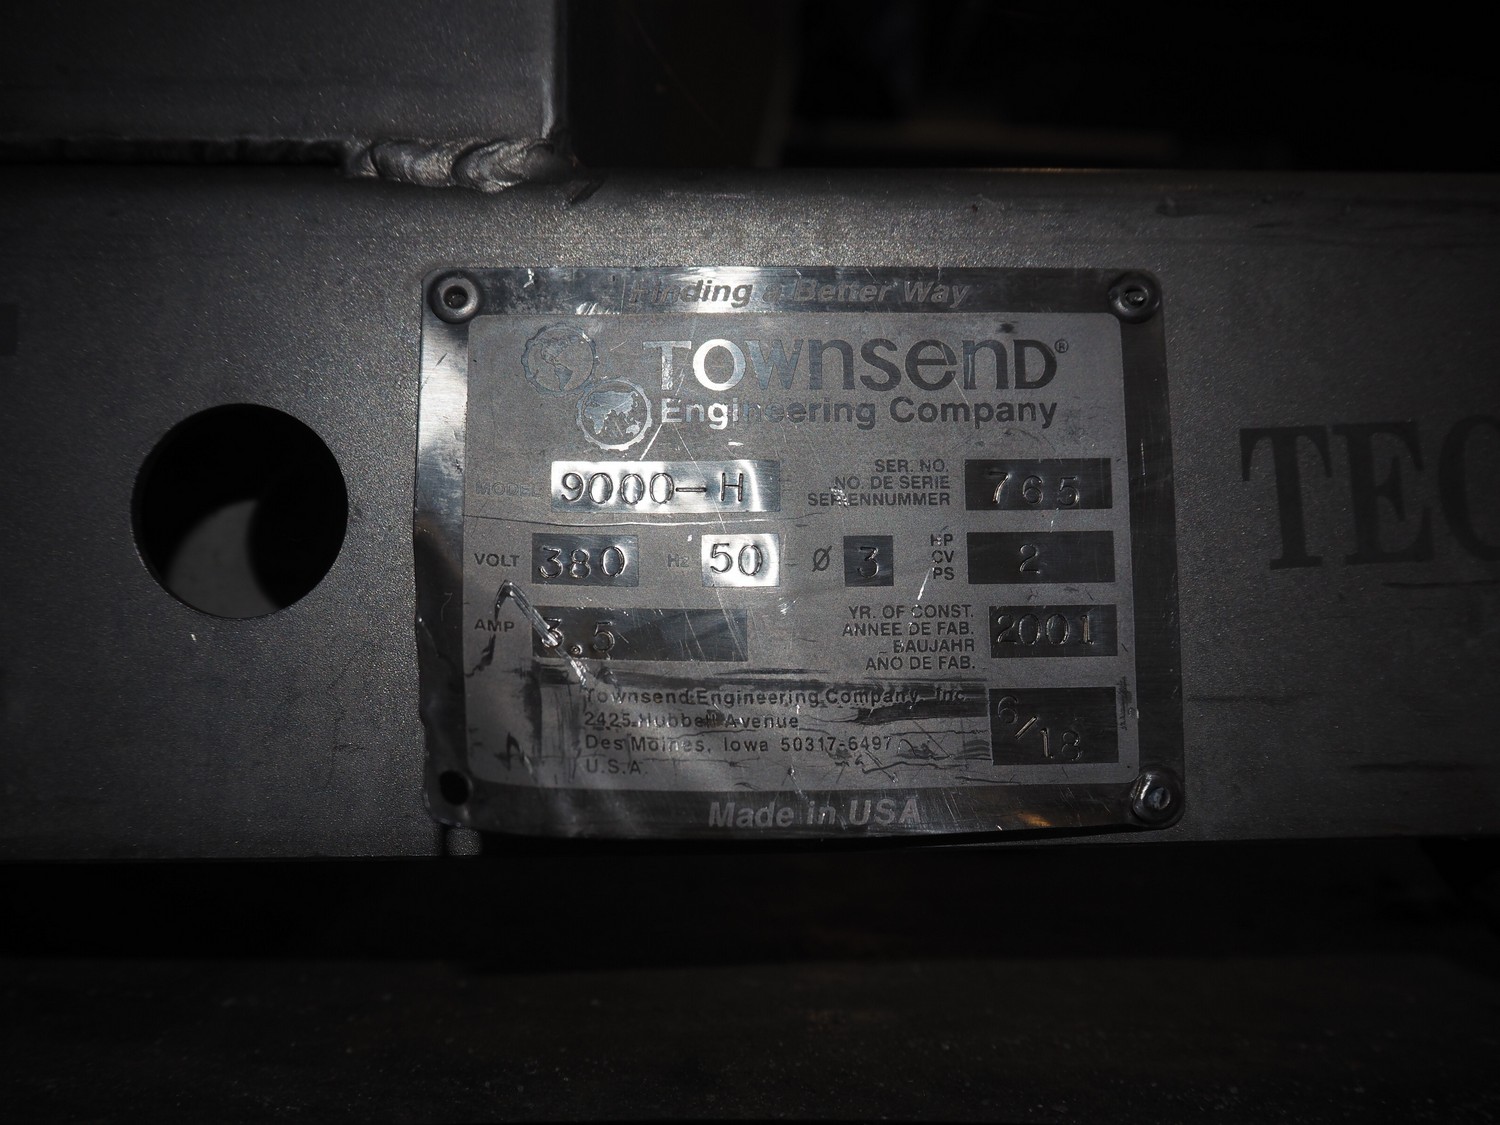 Finding a Better Way
TOWNSEND®
Engineering Company
MODEL 9000-H
SER. NO.
NO. DE SERIE
SERIENNUMMER
765
VOLT 380 Hz 50 Ø 3
HP
CV
PS
2
AMP 3.5
YR. OF CONST.
ANNEE DE FAB.
BAUJAHR
ANO DE FAB.
2001
Townsend Engineering Company, Inc.
2425 Hubbell Avenue
Des Moines, Iowa 50317-6497
U.S.A.
6/18
Made in USA
TEC